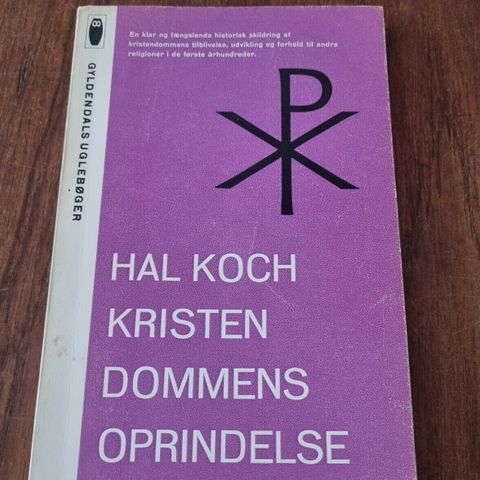 En klar og fængslende historisk skildring af
kristendommens tilblivelse, udvikling og forhold til andre
religioner i de første århundreder.
GYLDENDALS UGLEBØGER
HAL KOCH
KRISTEN
DOMMENS
OPRINDELSE